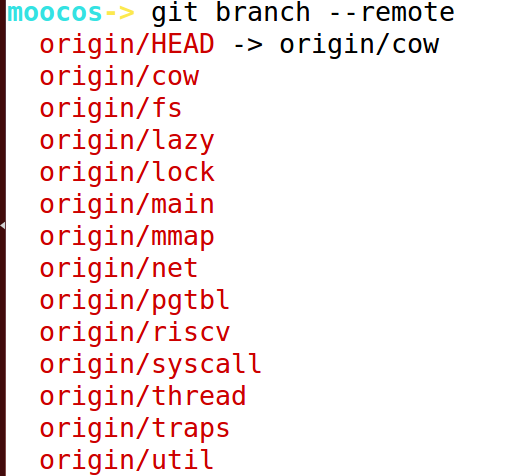 moocos-> git branch --remote
  origin/HEAD -> origin/cow
  origin/cow
  origin/fs
  origin/lazy
  origin/lock
  origin/main
  origin/mmap
  origin/net
  origin/pgtbl
  origin/riscv
  origin/syscall
  origin/thread
  origin/traps
  origin/util